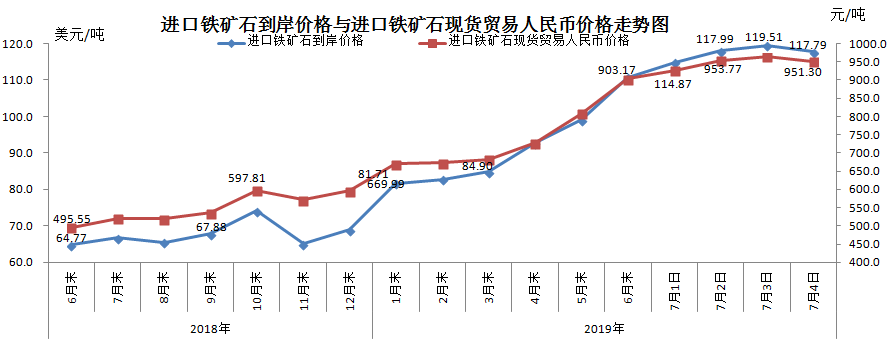 进口铁矿石到岸价格与进口铁矿石现货贸易人民币价格走势图
美元/吨
元/吨
进口铁矿石到岸价格
进口铁矿石现货贸易人民币价格
120.0
110.0
100.0
90.0
80.0
70.0
60.0
1000.0
950.0
900.0
850.0
800.0
750.0
700.0
650.0
600.0
550.0
500.0
450.0
400.0
495.55
64.77
67.88
597.81
81.71
669.99
84.90
903.17
114.87
117.99
953.77
119.51
117.79
951.30
6月末
7月末
8月末
9月末
10月末
11月末
12月末
1月末
2月末
3月末
4月末
5月末
6月末
7月1日
7月2日
7月3日
7月4日
2018年
2019年